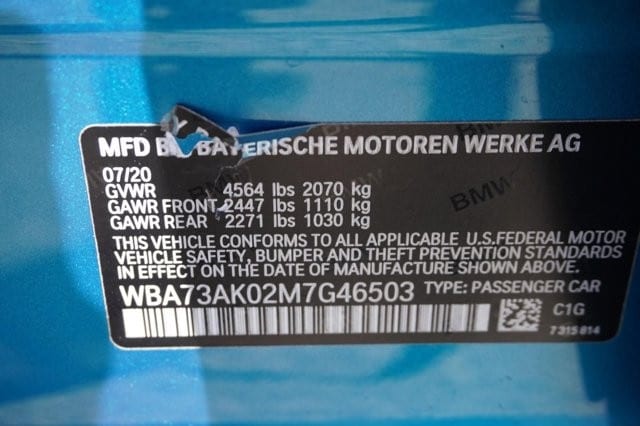 MFD BY BAYERISCHE MOTOREN WERKE AG
07/20
GVWR 4564 lbs 2070 kg
GAWR FRONT 2447 lbs 1110 kg
GAWR REAR 2271 lbs 1030 kg
THIS VEHICLE CONFORMS TO ALL APPLICABLE U.S.FEDERAL MOTOR
VEHICLE SAFETY, BUMPER AND THEFT PREVENTION STANDARDS
IN EFFECT ON THE DATE OF MANUFACTURE SHOWN ABOVE.
WBA73AK02M7G46503 TYPE: PASSENGER CAR
C1G
7 315 814
BMW